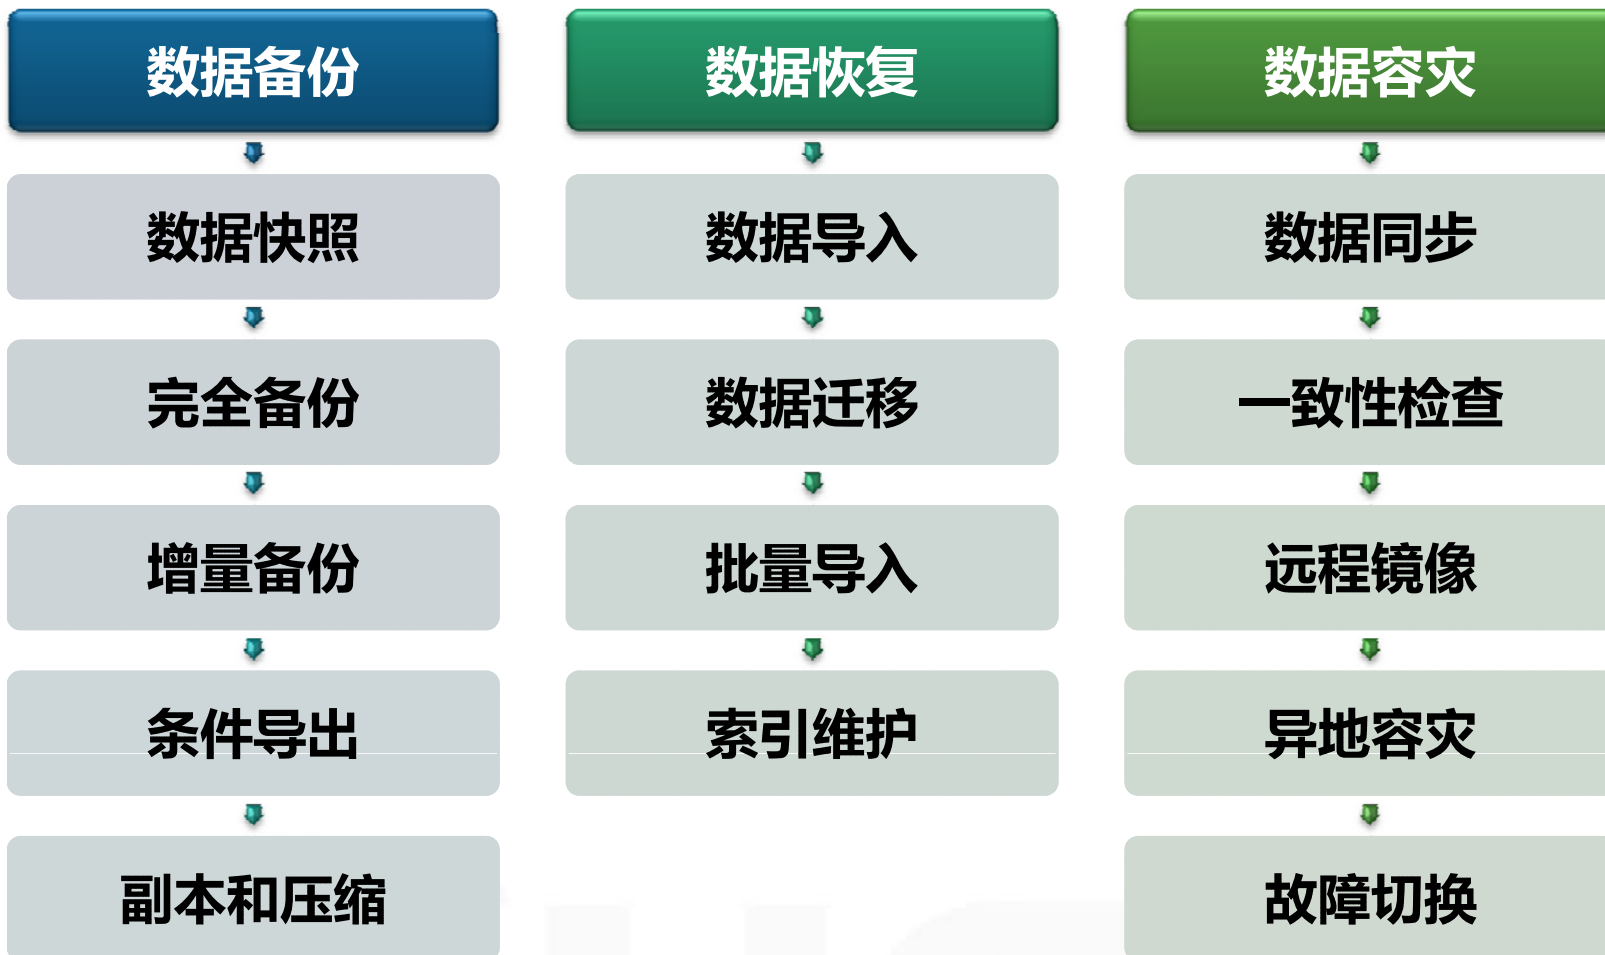 数据备份
数据快照
完全备份
增量备份
条件导出
副本和压缩
数据恢复
数据导入
数据迁移
批量导入
索引维护
数据容灾
数据同步
一致性检查
远程镜像
异地容灾
故障切换